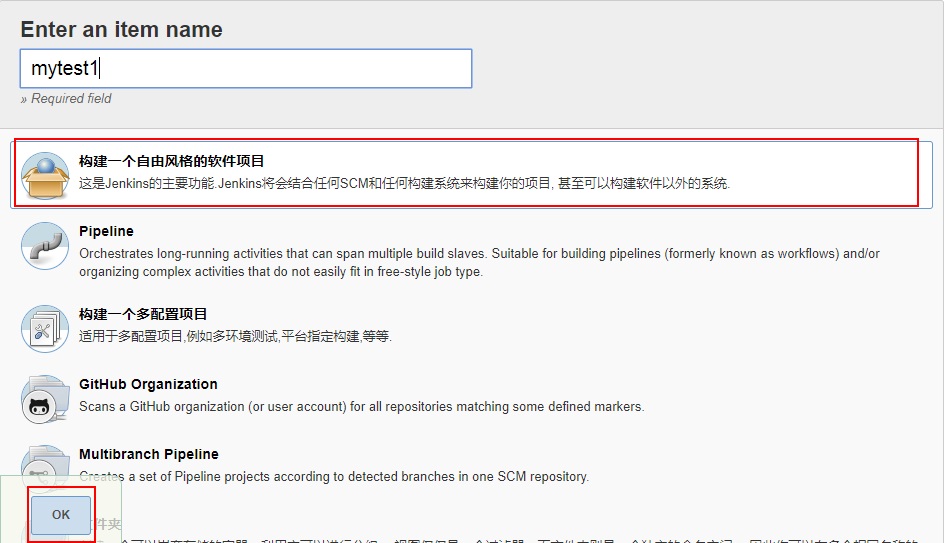 Enter an item name
mytest1
» Required field
构建一个自由风格的软件项目
这是Jenkins的主要功能.Jenkins将会结合任何SCM和任何构建系统来构建你的项目, 甚至可以构建软件以外的系统.
Pipeline
Orchestrates long-running activities that can span multiple build slaves. Suitable for building pipelines (formerly known as workflows) and/or
organizing complex activities that do not easily fit in free-style job type.
构建一个多配置项目
适用于多配置项目,例如多环境测试,平台指定构建,等等.
GitHub Organization
Scans a GitHub organization (or user account) for all repositories matching some defined markers.
Multibranch Pipeline
Creates a set of Pipeline projects according to detected branches in one SCM repository.
OK
件夹